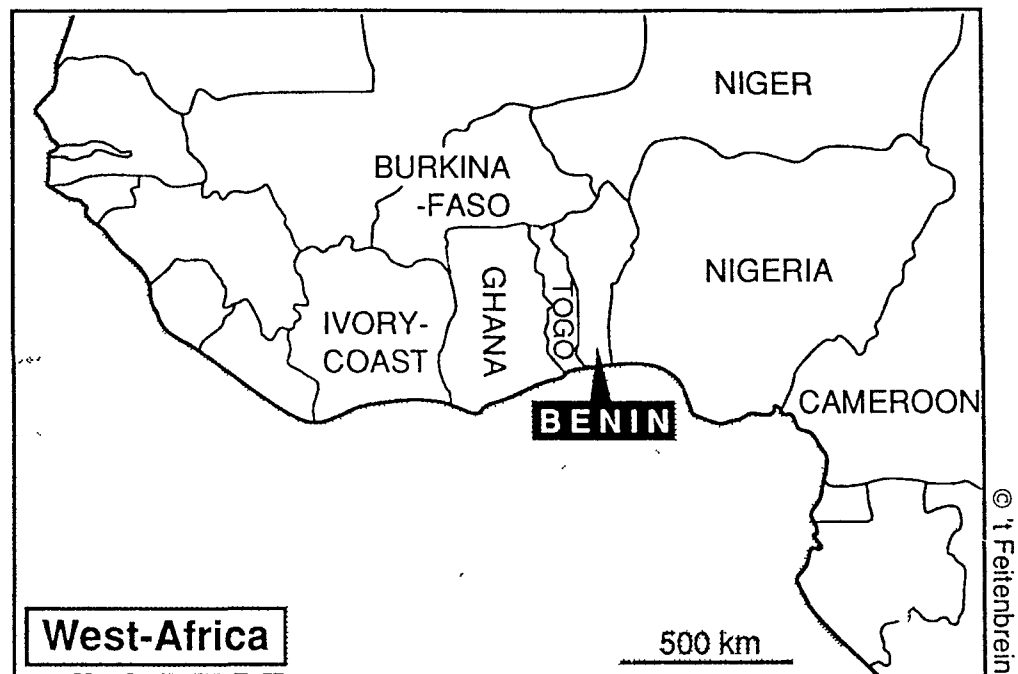 NIGER
BURKINA
-FASO
NIGERIA
GHANA
TOGO
IVORY-
COAST
CAMEROON
BENIN
© 't Feitenbrein
West-Africa
500 km